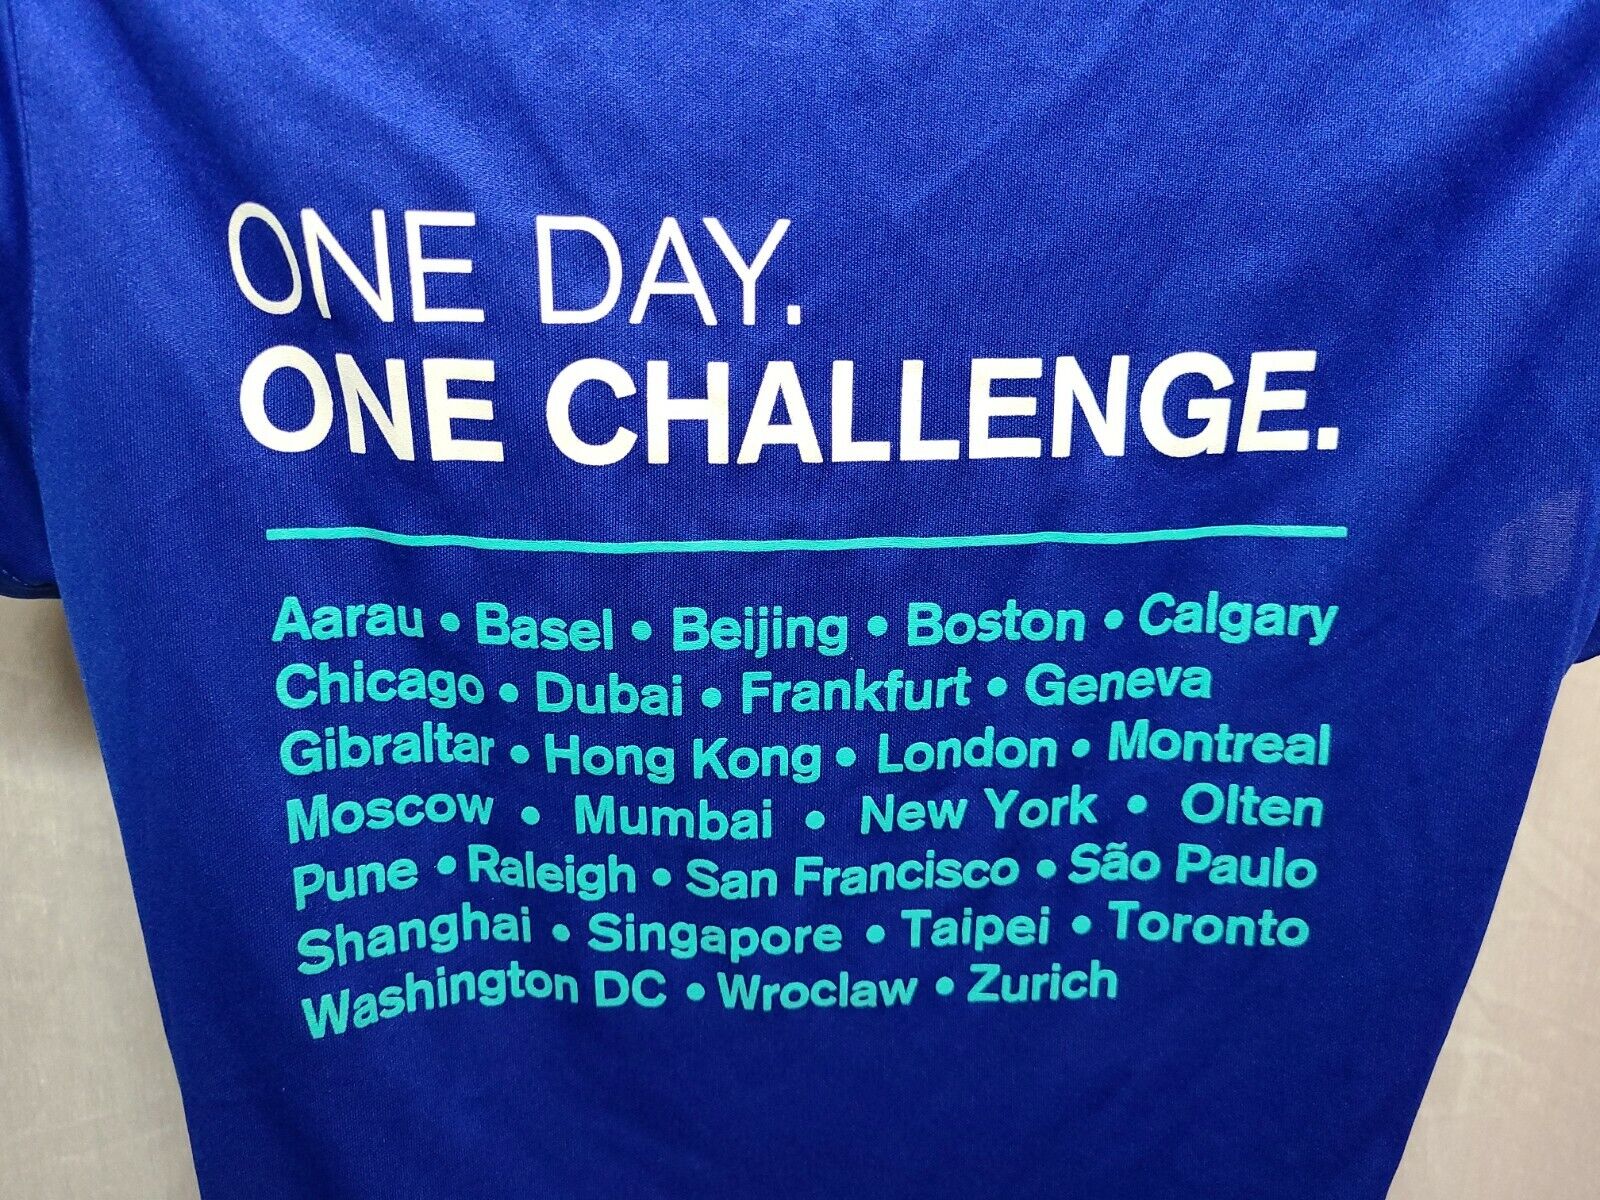 ONE DAY.
ONE CHALLENGE.
Aarau • Basel • Beijing • Boston • Calgary
Chicago • Dubai • Frankfurt • Geneva
Gibraltar • Hong Kong • London • Montreal
Moscow • Mumbai • New York • Olten
Pune • Raleigh • San Francisco • São Paulo
Shanghai • Singapore • Taipei • Toronto
Washington DC • Wroclaw • Zurich